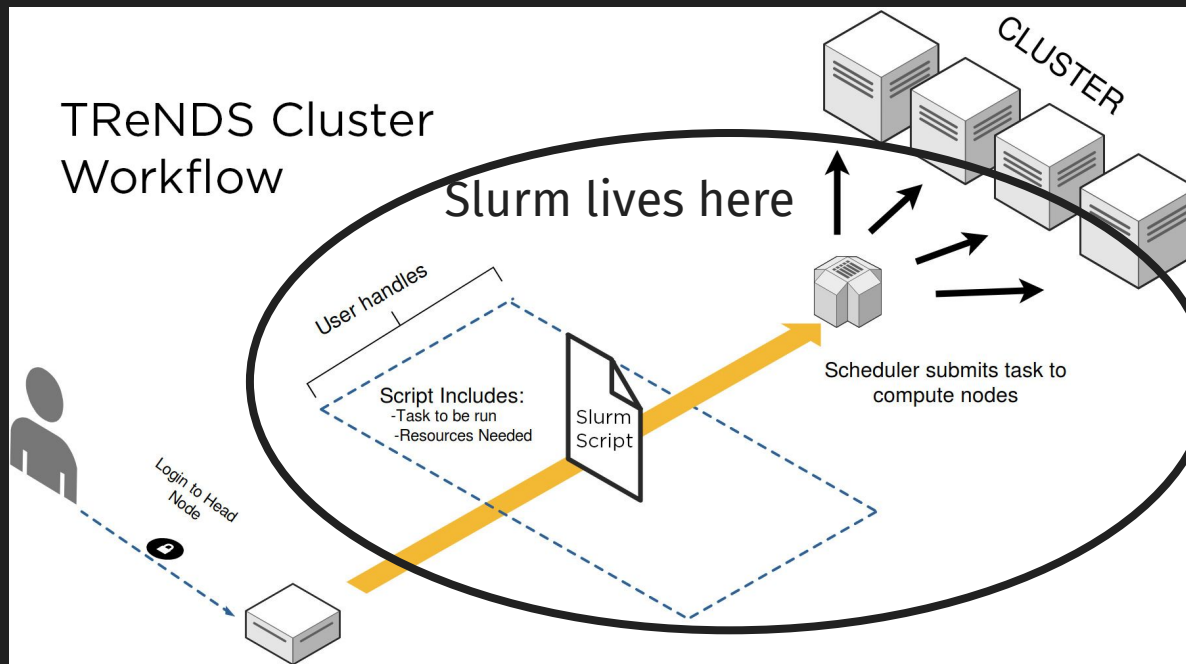 TReNDS Cluster
Workflow
CLUSTER
Slurm lives here
User handles
Script Includes:
-Task to be run
-Resources Needed
Slurm
Script
Scheduler submits task to
compute nodes
Login to Head
Node